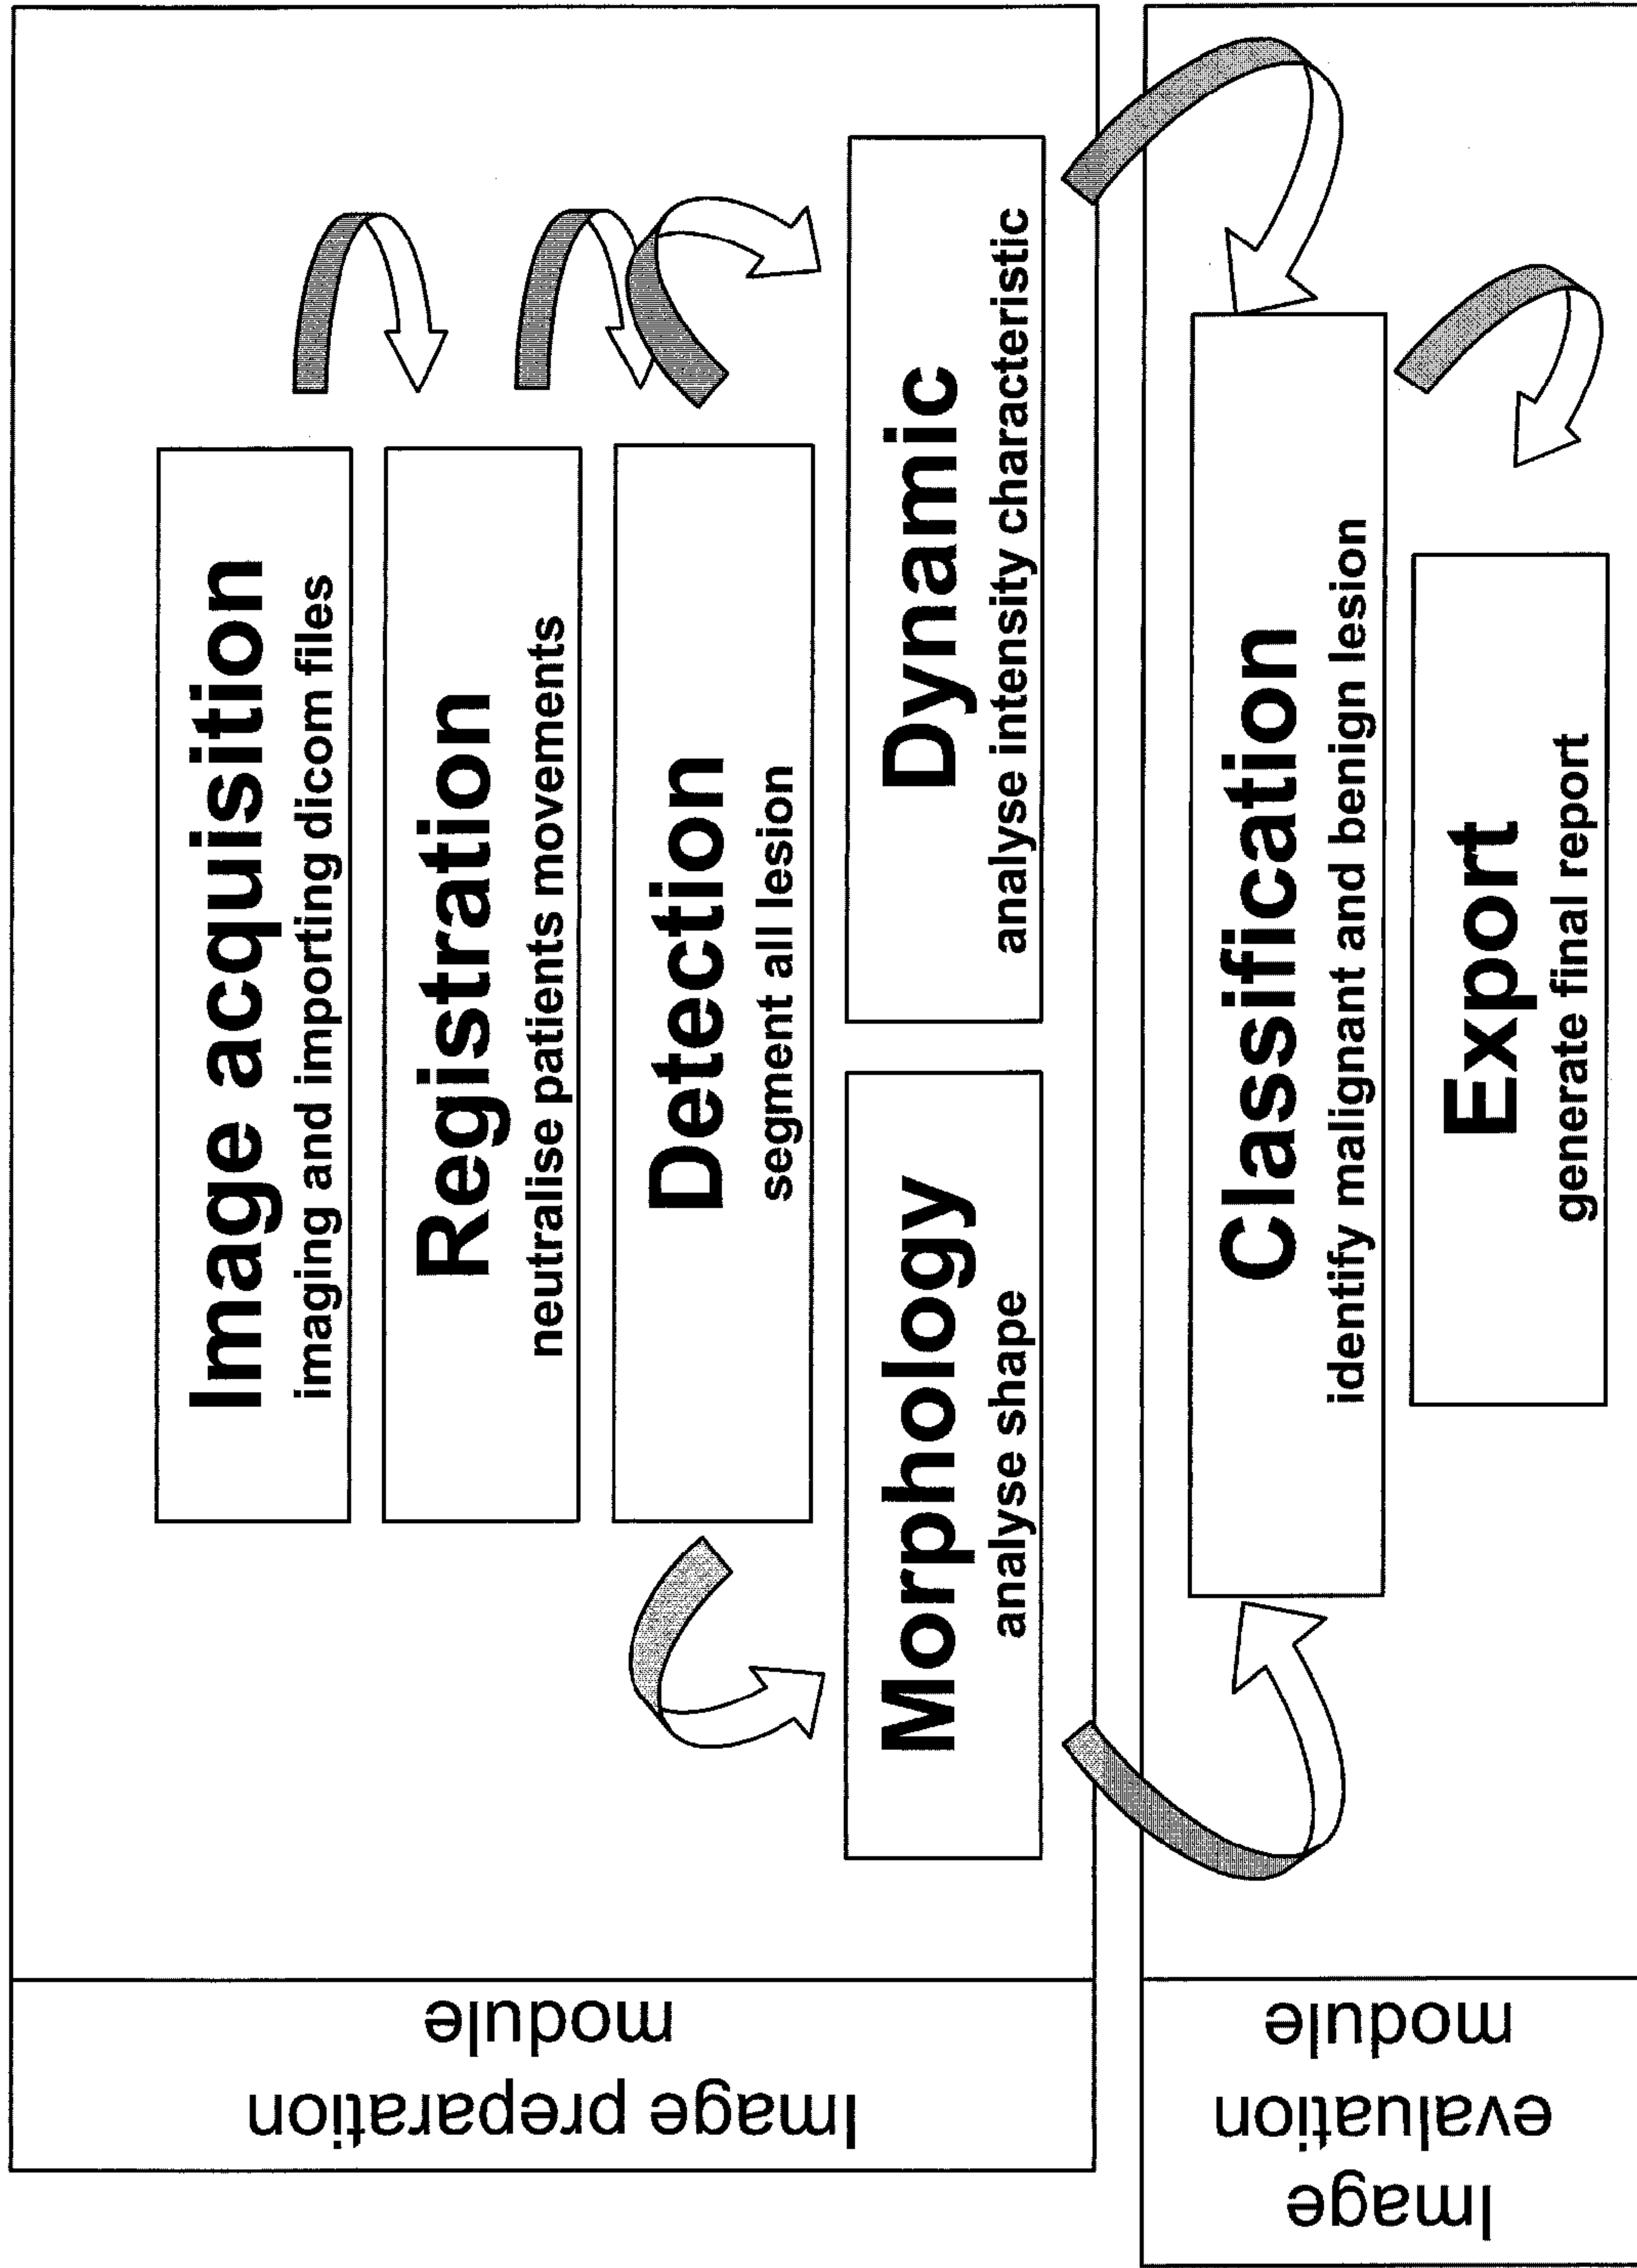 Image preparation
module
Image acquisition
imaging and importing dicom files
Registration
neutralise patients movements
Detection
segment all lesion
Morphology
analyse shape
Dynamic
analyse intensity characteristic
Image
evaluation
module
Classification
identify malignant and benign lesion
Export
generate final report